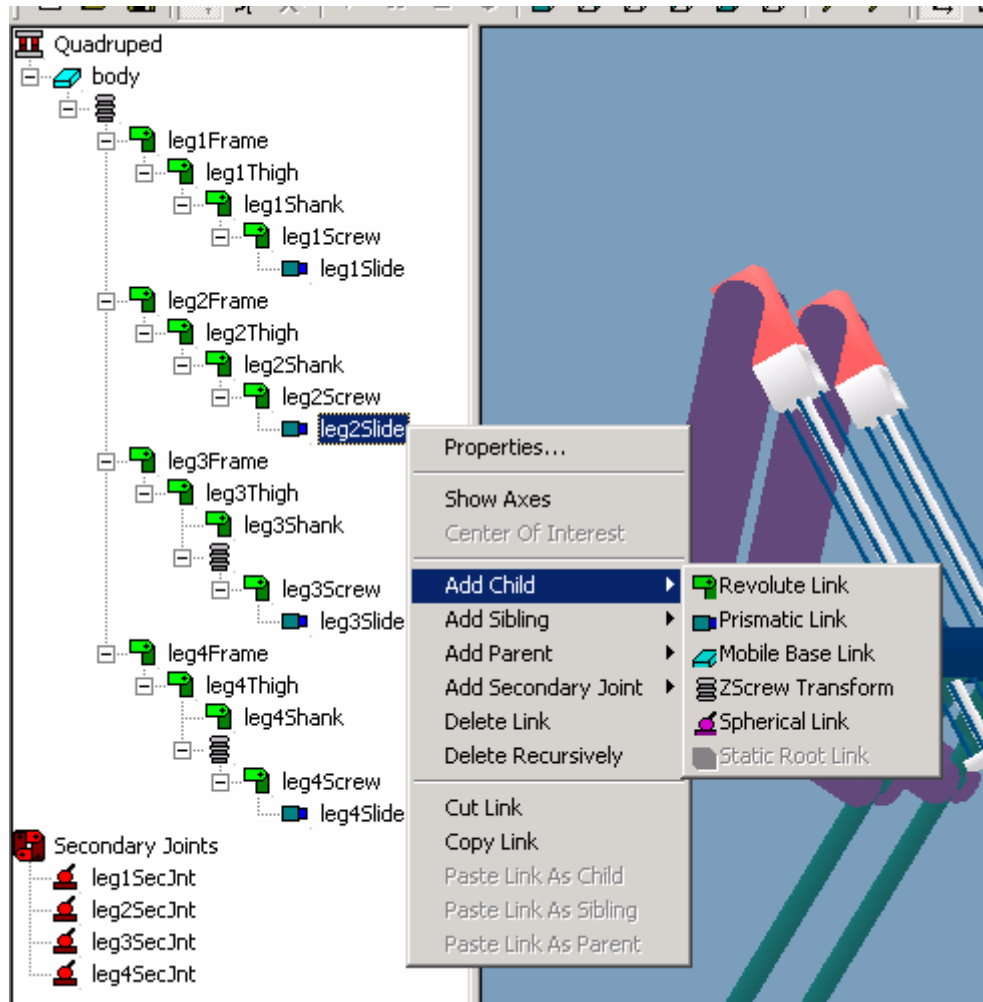 Quadruped
body
leg1Frame
leg1Thigh
leg1Shank
leg1Screw
leg1Slide
leg2Frame
leg2Thigh
leg2Shank
leg2Screw
leg2Slide
leg3Frame
leg3Thigh
leg3Shank
leg3Screw
leg3Slide
leg4Frame
leg4Thigh
leg4Shank
leg4Screw
leg4Slide
Secondary Joints
leg1SecJnt
leg2SecJnt
leg3SecJnt
leg4SecJnt
Properties...
Show Axes
Center Of Interest
Add Child
Add Sibling
Add Parent
Add Secondary Joint
Delete Link
Delete Recursively
Cut Link
Copy Link
Paste Link As Child
Paste Link As Sibling
Paste Link As Parent
Revolute Link
Prismatic Link
Mobile Base Link
ZScrew Transform
Spherical Link
Static Root Link